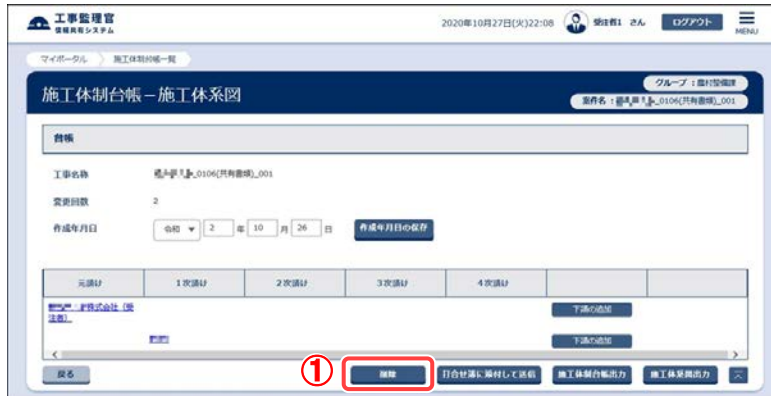 工事監理官
情報共有システム
2020年10月27日(火)22:08
受注者1 さん
ログアウト
MENU
マイポータル
施工体制台帳一覧
施工体制台帳－施工体系図
グループ：農村整備課
案件名：
_0106(共有書類)_001
台帳
工事名称
_0106(共有書類)_001
変更回数
2
作成年月日
令和 2 年 10 月 26 日
作成年月日の保存
元請け 1次請け 2次請け 3次請け 4次請け
株式会社（受
注者）
下請の追加
下請の追加
戻る
①
削除
打合せ簿に添付して送信
施工体制台帳出力
施工体系図出力